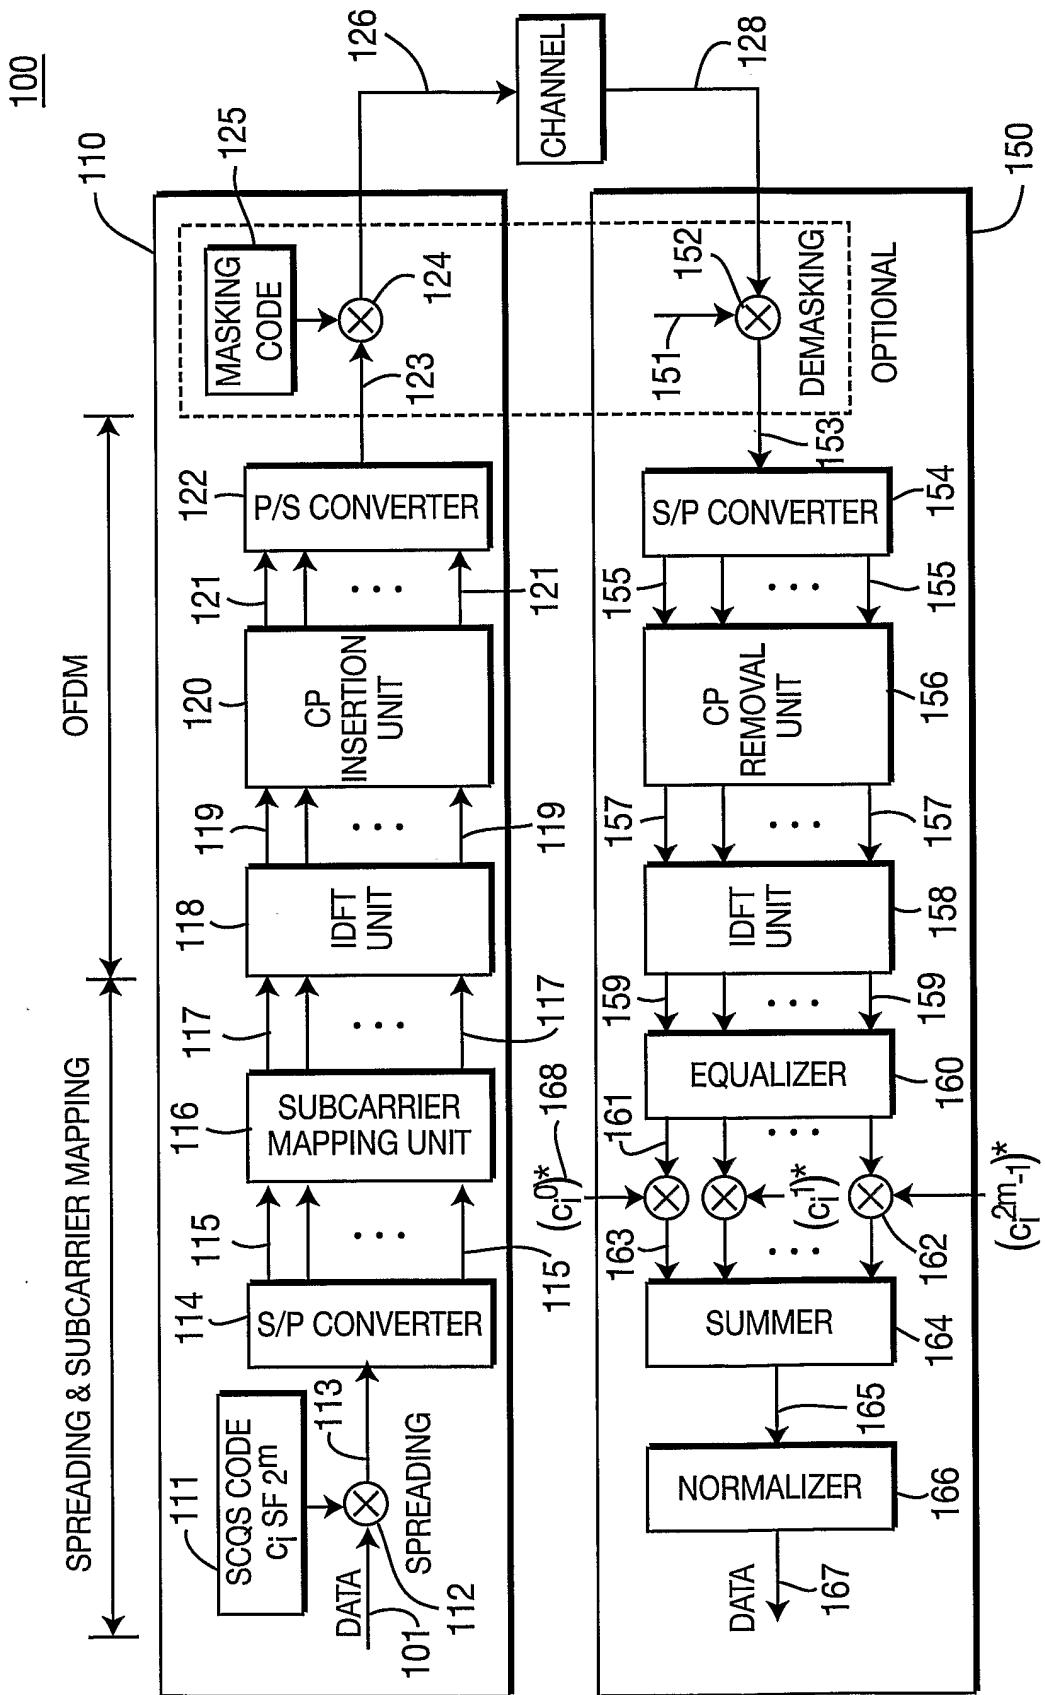 100
SPREADING & SUBCARRIER MAPPING
OFDM
110
111
SCQS CODE
c_i SF 2^m
DATA
101
112
SPREADING
113
114
S/P CONVERTER
115
115
116
SUBCARRIER
MAPPING UNIT
117
117
118
IDFT
UNIT
119
119
120
CP
INSERTION
UNIT
121
121
122
P/S CONVERTER
123
124
MASKING
CODE
125
126
CHANNEL
128
150
151
152
DEMASKING
OPTIONAL
153
S/P CONVERTER
154
155
155
CP
REMOVAL
UNIT
156
157
157
IDFT
UNIT
158
159
159
EQUALIZER
160
161
168
(c_i^0)*
(c_i^1)*
(c_i^{2m-1})*
162
163
SUMMER
164
165
NORMALIZER
166
DATA
167